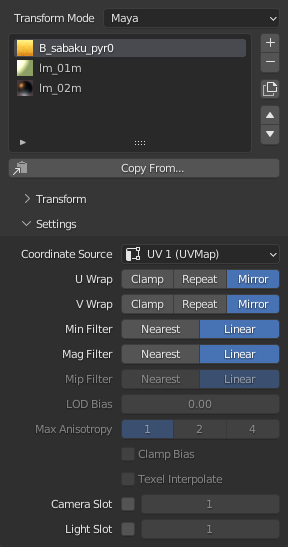 Transform Mode Maya
B_sabaku_pyr0
lm_01m
lm_02m
Copy From...
Transform
Settings
Coordinate Source UV 1 (UVMap)
U Wrap Clamp Repeat Mirror
V Wrap Clamp Repeat Mirror
Min Filter Nearest Linear
Mag Filter Nearest Linear
Mip Filter Nearest Linear
LOD Bias 0.00
Max Anisotropy 1 2 4
Clamp Bias
Texel Interpolate
Camera Slot 1
Light Slot 1